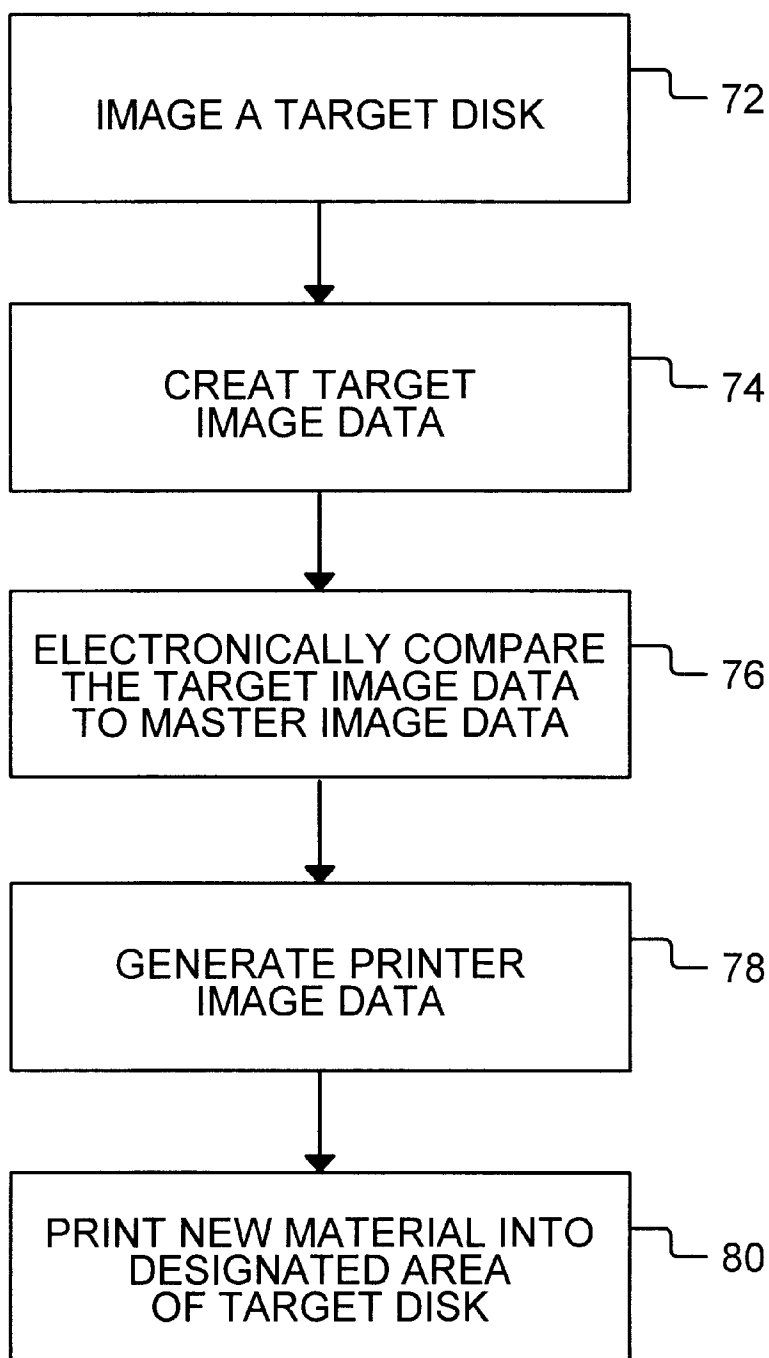 IMAGE A TARGET DISK
72
CREAT TARGET
IMAGE DATA
74
ELECTRONICALLY COMPARE
THE TARGET IMAGE DATA
TO MASTER IMAGE DATA
76
GENERATE PRINTER
IMAGE DATA
78
PRINT NEW MATERIAL INTO
DESIGNATED AREA
OF TARGET DISK
80